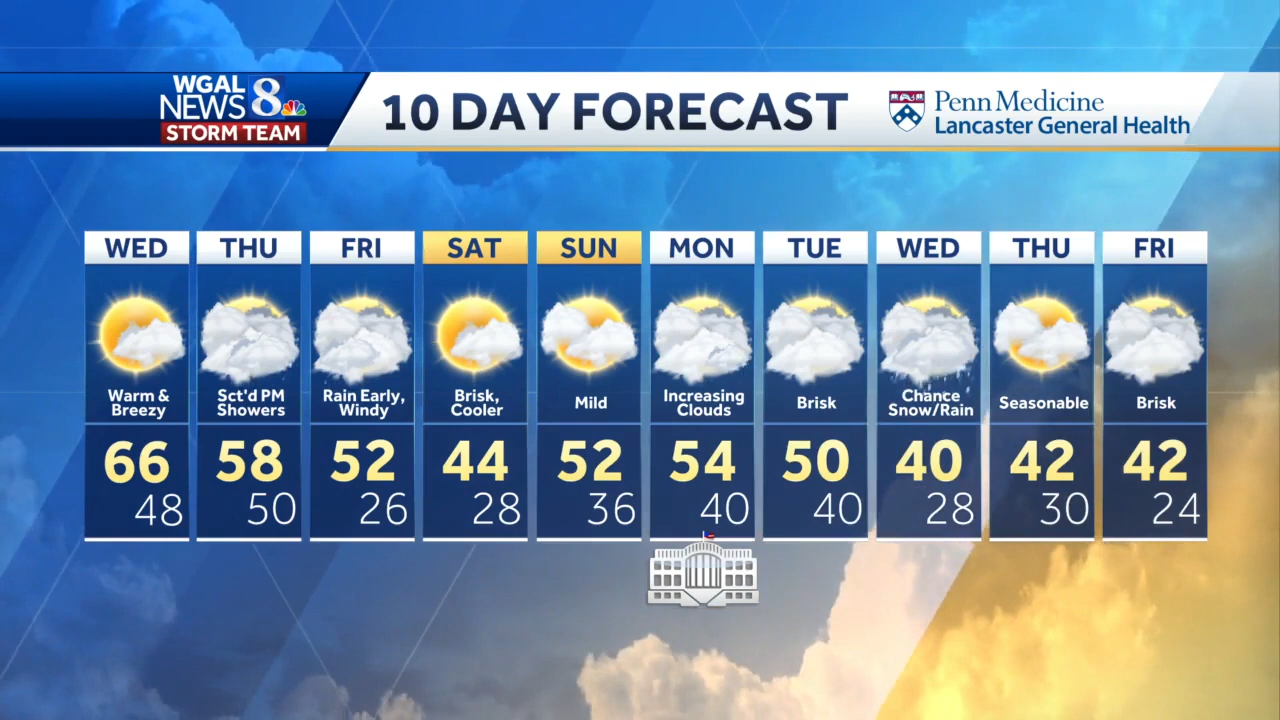 WGAL
NEWS 8
STORM TEAM
10 DAY FORECAST
Penn Medicine
Lancaster General Health
WED THU FRI SAT SUN MON TUE WED THU FRI
Warm & Breezy
Sct'd PM Showers
Rain Early, Windy
Brisk, Cooler
Mild
Increasing Clouds
Brisk
Chance Snow/Rain
Seasonable
Brisk
66 58 52 44 52 54 50 40 42 42
48 50 26 28 36 40 40 28 30 24